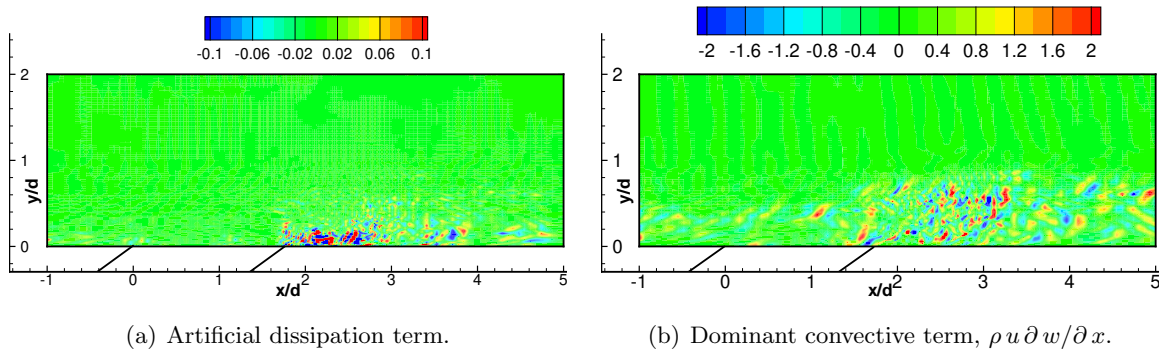 -0.1 -0.06 -0.02 0.02 0.06 0.1
y/d
2
1
0
-1 0 1 2 3 4 5
x/d
(a) Artificial dissipation term.
-2 -1.6 -1.2 -0.8 -0.4 0 0.4 0.8 1.2 1.6 2
y/d
2
1
0
-1 0 1 2 3 4 5
x/d
(b) Dominant convective term, ρ u ∂ w/∂ x.